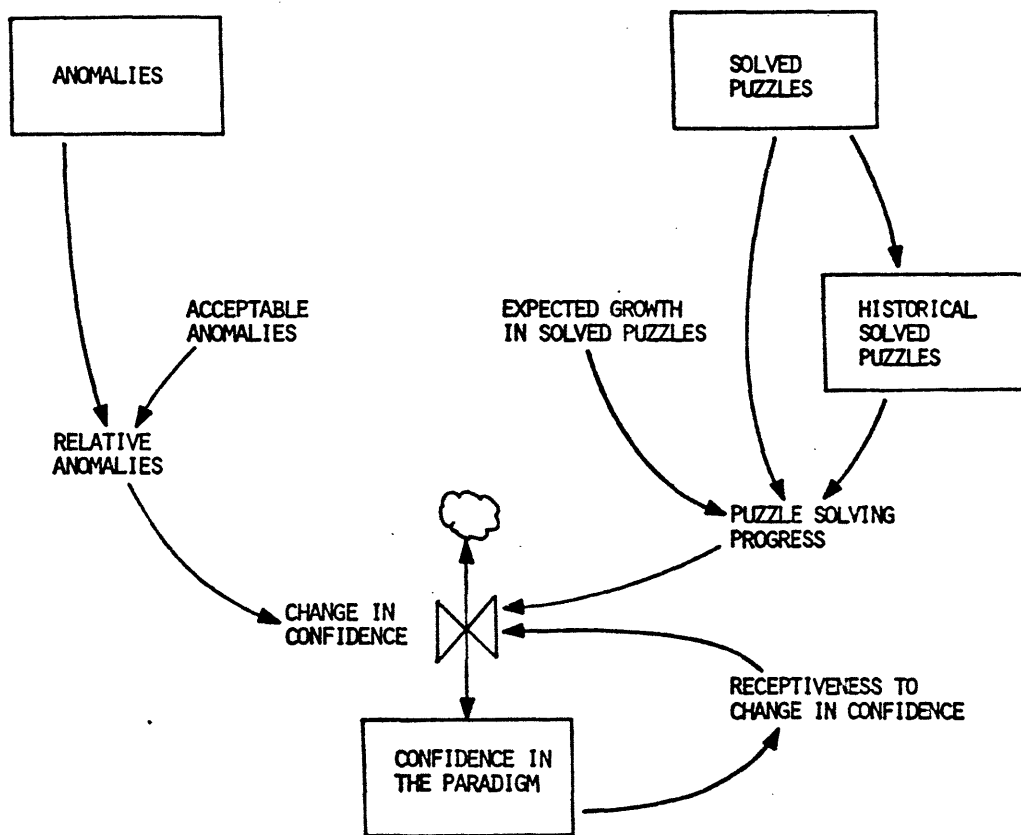 ANOMALIES
SOLVED
PUZZLES
ACCEPTABLE
ANOMALIES
EXPECTED GROWTH
IN SOLVED PUZZLES
HISTORICAL
SOLVED
PUZZLES
RELATIVE
ANOMALIES
PUZZLE SOLVING
PROGRESS
CHANGE IN
CONFIDENCE
RECEPTIVENESS TO
CHANGE IN CONFIDENCE
CONFIDENCE IN
THE PARADIGM